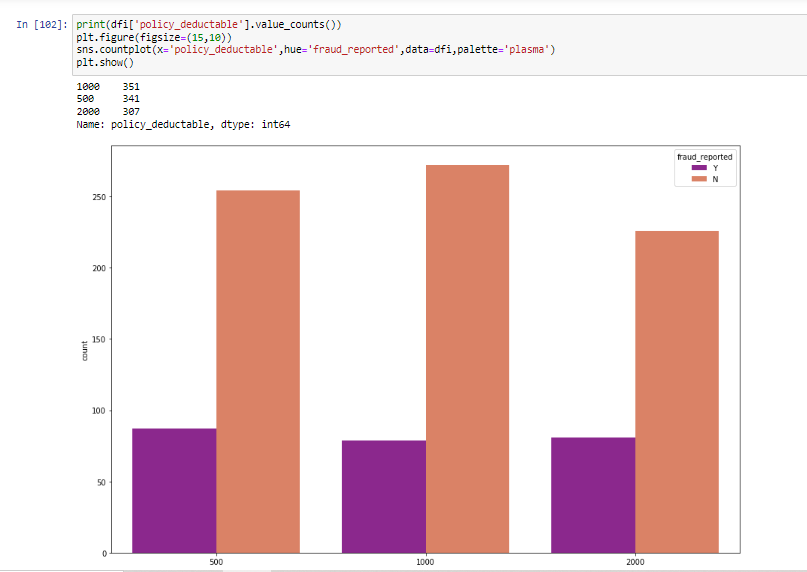 In [102]: print(dfi['policy_deductable'].value_counts())
plt.figure(figsize=(15,10))
sns.countplot(x='policy_deductable',hue='fraud_reported',data=dfi,palette='plasma')
plt.show()
1000 351
500 341
2000 307
Name: policy_deductable, dtype: int64
fraud_reported
Y
N
250
200
150
100
50
0
count
500 1000 2000